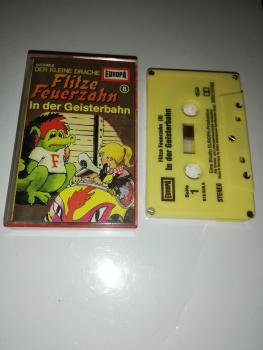 DER KLEINE DRACHE
EUROPA
Flitze
Feuerzahn
8
In der Geisterbahn
F
EUROPA
Flitze Feuerzahn (8)
In der Geisterbahn
Seite
1
STEREO